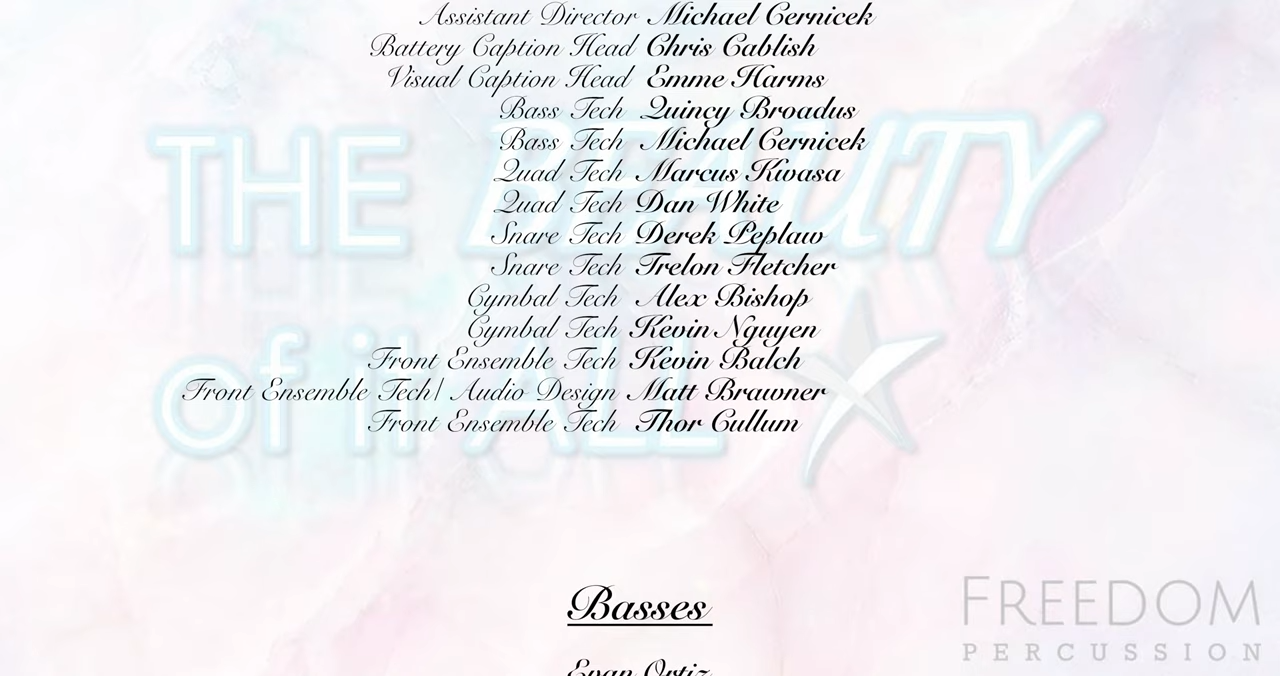 Assistant Director Michael Cernicek
Battery Caption Head Chris Cablish
Visual Caption Head Emme Harms
Bass Tech Quincy Broadus
Bass Tech Michael Cernicek
Quad Tech Marcus Kwasa
Quad Tech Dan White
Snare Tech Derek Peplaw
Snare Tech Trelon Fletcher
Cymbal Tech Alex Bishop
Cymbal Tech Kevin Nguyen
Front Ensemble Tech Kevin Balch
Front Ensemble Tech/ Audio Design Matt Brawner
Front Ensemble Tech Thor Cullum
THE BEAUTY
of it ALL
Basses
Evan Ortiz
FREEDOM
PERCUSSION